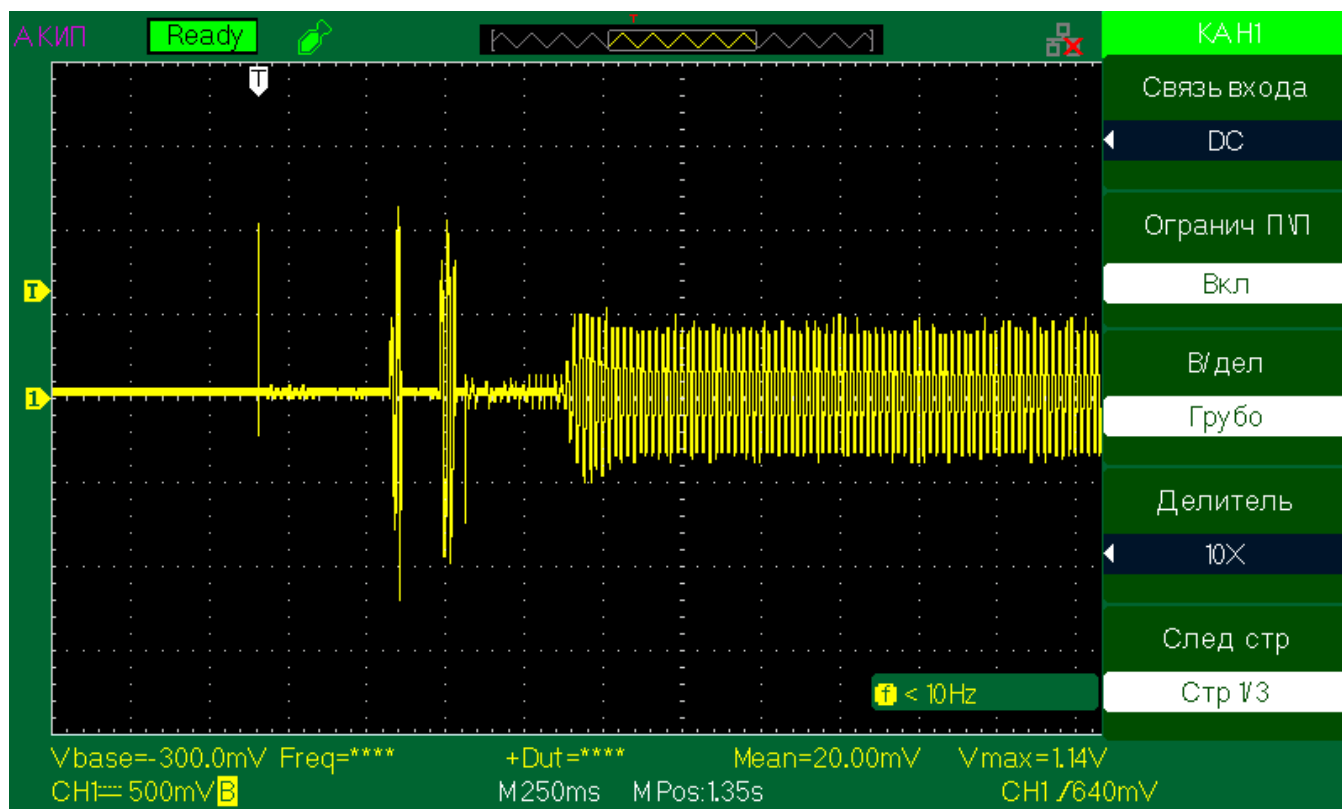 АКИП Ready КАН1
T
Связь входа
DC
Огранич П\П
Вкл
T
В/дел
1
Грубо
Делитель
10X
След стр
f < 10Hz
Стр 1/3
Vbase=-300.0mV Freq=**** +Dut=**** Mean=20.00mV Vmax=1.14V
CH1 500mV B M 250ms M Pos:1.35s CH1 /640mV